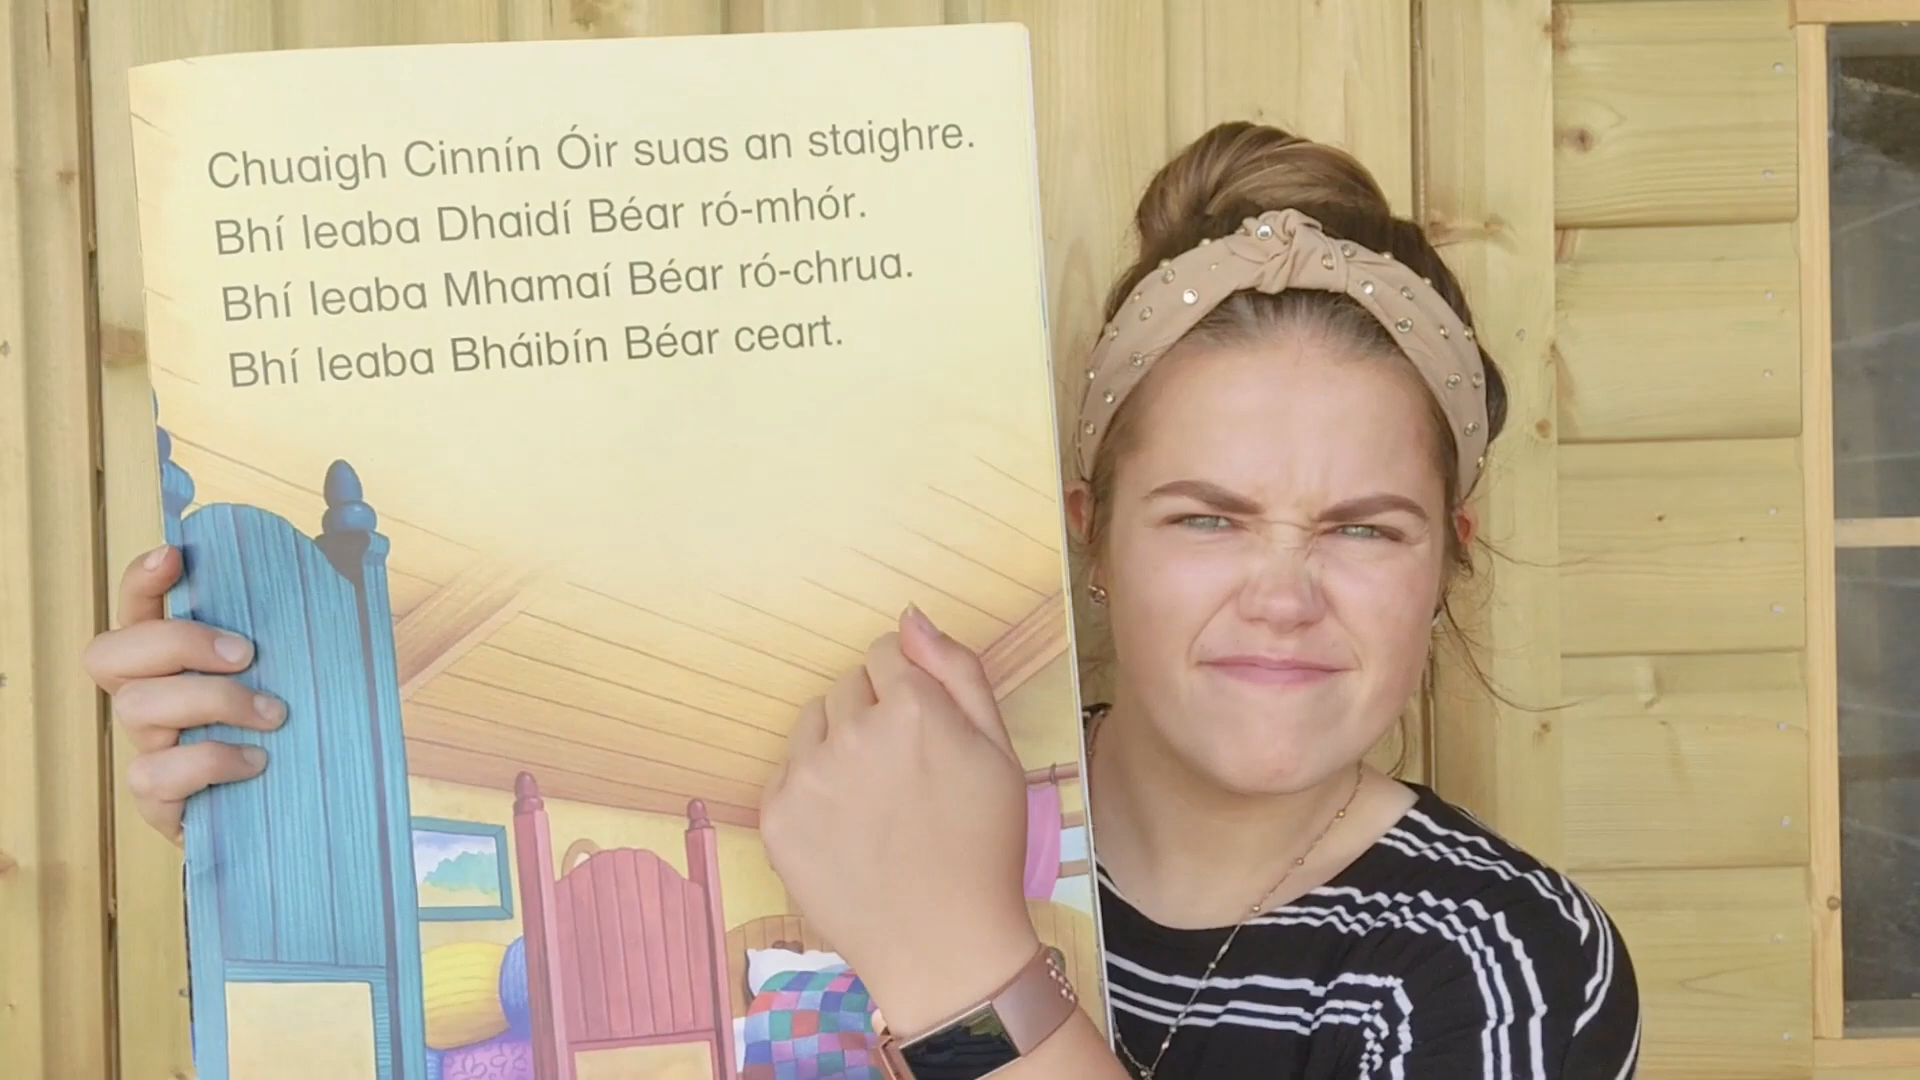 Chuaigh Cinnín Óir suas an staighre.
Bhí leaba Dhaidí Béar ró-mhór.
Bhí leaba Mhamaí Béar ró-chrua.
Bhí leaba Bháibín Béar ceart.